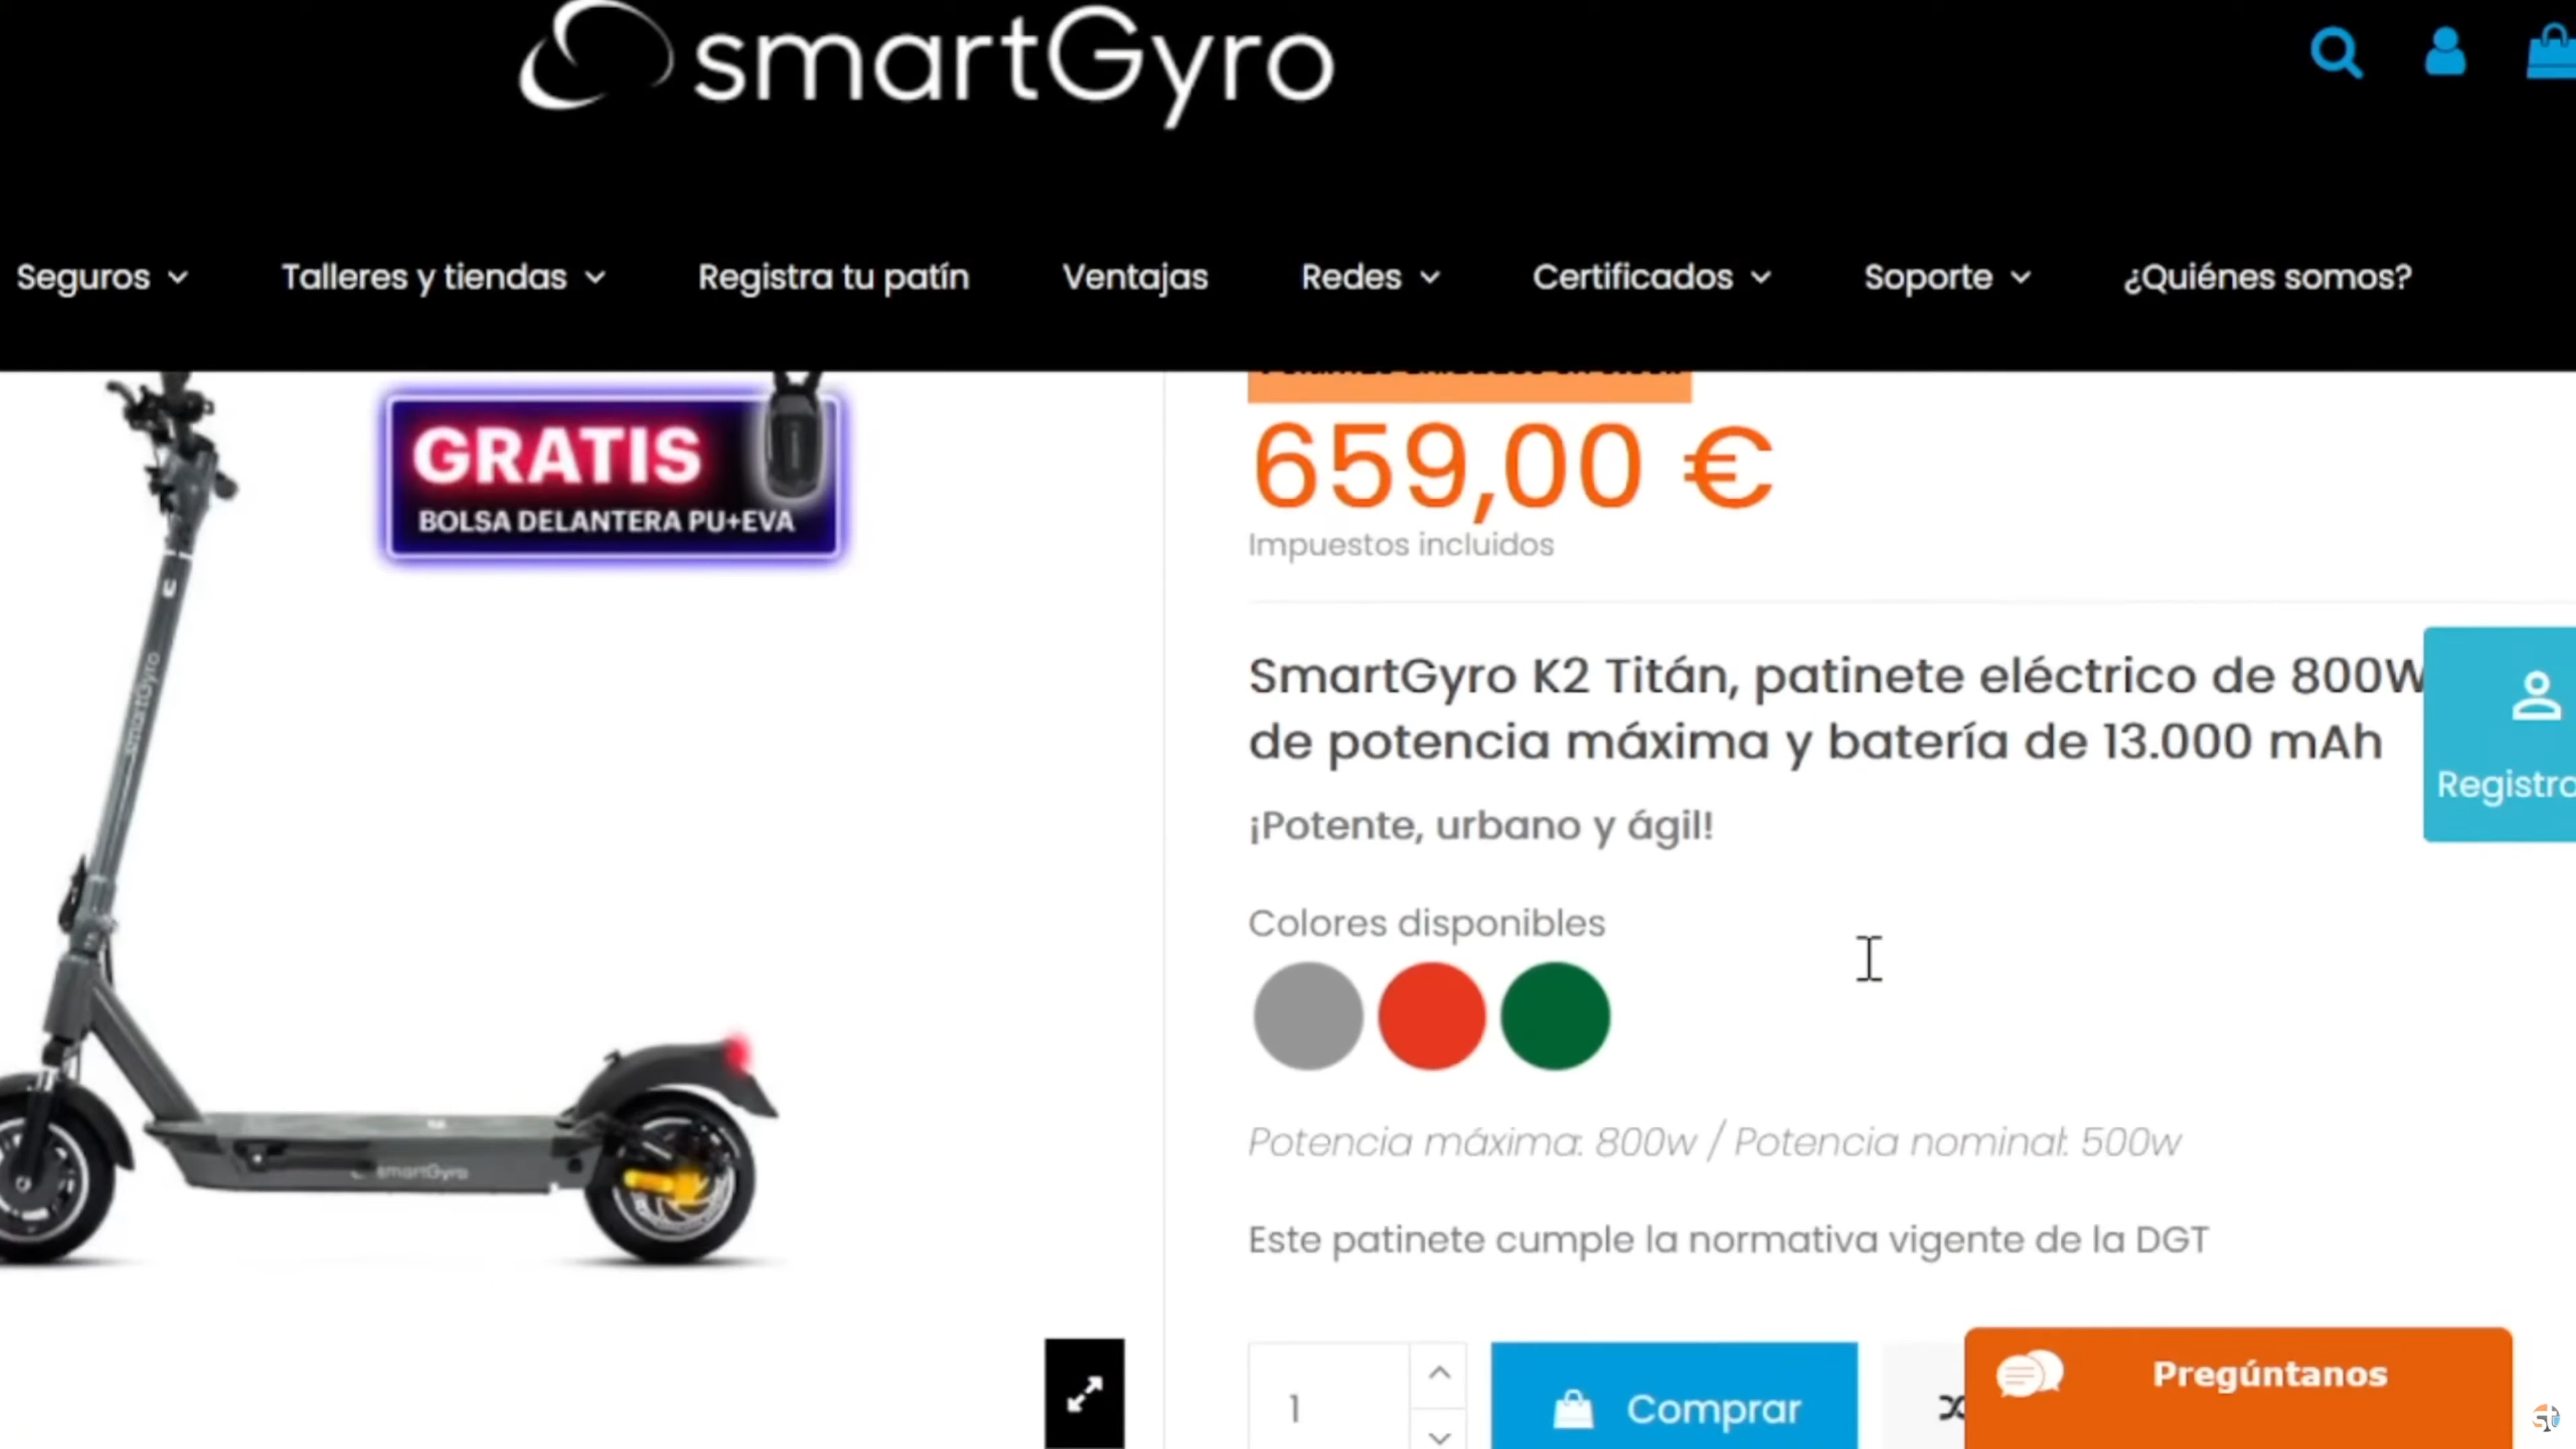 smartGyro
Seguros
Talleres y tiendas
Registra tu patín
Ventajas
Redes
Certificados
Soporte
¿Quiénes somos?
GRATIS
BOLSA DELANTERA PU+EVA
659,00 €
Impuestos incluidos
SmartGyro K2 Titán, patinete eléctrico de 800W
de potencia máxima y batería de 13.000 mAh
¡Potente, urbano y ágil!
Colores disponibles
Potencia máxima: 800w / Potencia nominal: 500w
Este patinete cumple la normativa vigente de la DGT
1
Comprar
Pregúntanos
SmartGyro
smartGyro